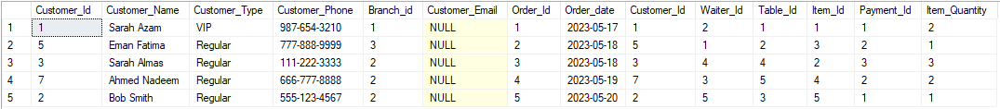 Customer_Id Customer_Name Customer_Type Customer_Phone Branch_id Customer_Email Order_Id Order_date Customer_Id Waiter_Id Table_Id Item_Id Payment_Id Item_Quantity
1 1 Sarah Azam VIP 987-654-3210 1 NULL 1 2023-05-17 1 2 1 1 1 2
2 5 Eman Fatima Regular 777-888-9999 3 NULL 2 2023-05-18 5 1 2 3 2 1
3 3 Sarah Almas Regular 111-222-3333 2 NULL 3 2023-05-18 3 4 4 2 3 3
4 7 Ahmed Nadeem Regular 666-777-8888 2 NULL 4 2023-05-19 7 3 5 4 2 2
5 2 Bob Smith Regular 555-123-4567 2 NULL 5 2023-05-20 2 5 3 5 1 1